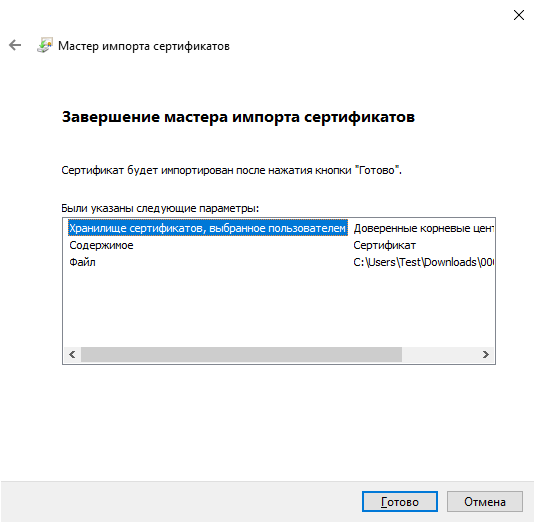 Мастер импорта сертификатов
Завершение мастера импорта сертификатов
Сертификат будет импортирован после нажатия кнопки "Готово".
Были указаны следующие параметры:
Хранилище сертификатов, выбранное пользователем Доверенные корневые цент
Содержимое Сертификат
Файл C:\Users\Test\Downloads\00
Готово Отмена